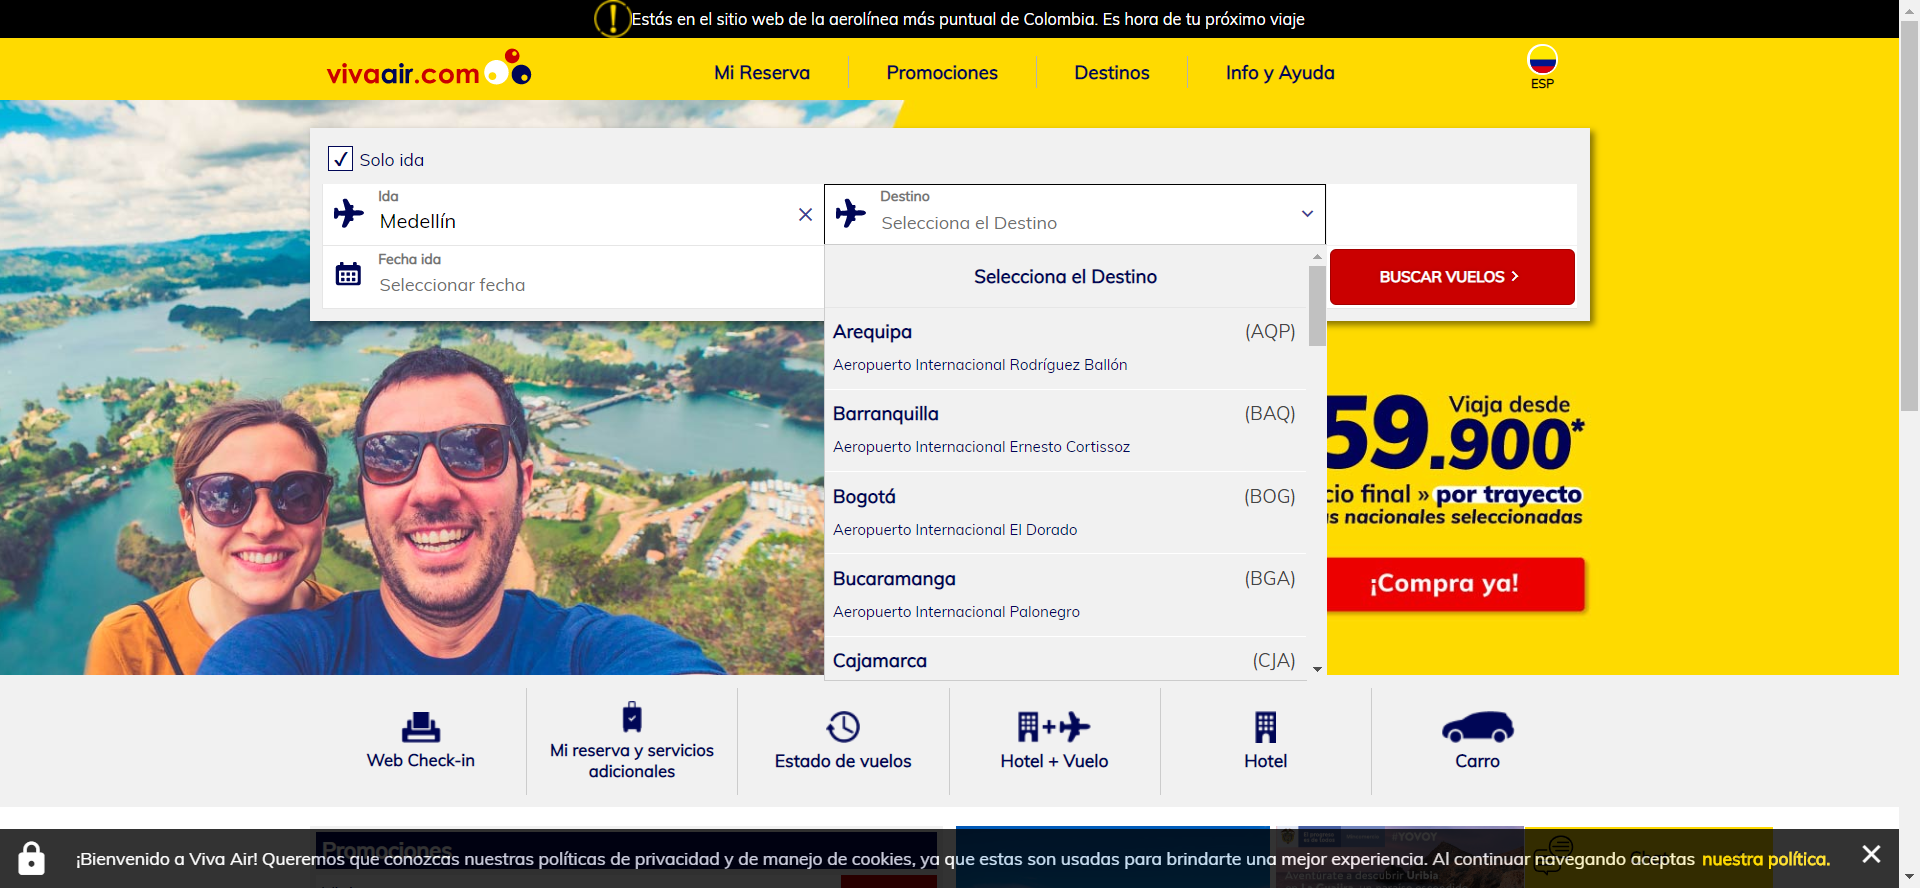 Estás en el sitio web de la aerolínea más puntual de Colombia. Es hora de tu próximo viaje
vivaair.com
Mi Reserva
Promociones
Destinos
Info y Ayuda
ESP
Solo ida
Ida
Medellín
Destino
Selecciona el Destino
Fecha ida
Seleccionar fecha
BUSCAR VUELOS
Selecciona el Destino
Arequipa (AQP)
Aeropuerto Internacional Rodríguez Ballón
Barranquilla (BAQ)
Aeropuerto Internacional Ernesto Cortissoz
Bogotá (BOG)
Aeropuerto Internacional El Dorado
Bucaramanga (BGA)
Aeropuerto Internacional Palonegro
Cajamarca (CJA)
Viaja desde
59.900*
cio final » por trayecto
s nacionales seleccionadas
¡Compra ya!
Web Check-in
Mi reserva y servicios
adicionales
Estado de vuelos
Hotel + Vuelo
Hotel
Carro
Promociones
#YOVOY
¡Bienvenido a Viva Air! Queremos que conozcas nuestras políticas de privacidad y de manejo de cookies, ya que estas son usadas para brindarte una mejor experiencia. Al continuar navegando aceptas nuestra política.
Aventúrate a descubrir Uribia